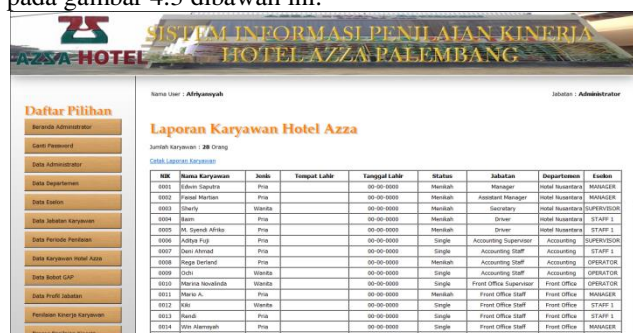 pada gambar 4.5 dibawah ini:
AZZA HOTEL
SISTEM INFORMASI PENILAIAN KINERJA
HOTEL AZZA PALEMBANG
Nama User : Afriyansyah
Jabatan : Administrator
Daftar Pilihan
Beranda Administrator
Ganti Password
Data Administrator
Data Departemen
Data Eselon
Data Jabatan Karyawan
Data Periode Penilaian
Data Karyawan Hotel Azza
Data Bobot GAP
Data Profil Jabatan
Penilaian Kinerja Karyawan
Laporan Karyawan Hotel Azza
Jumlah Karyawan : 28 Orang
Cetak Laporan Karyawan
NIK Nama Karyawan Jenis Tempat Lahir Tanggal Lahir Status Jabatan Departemen Eselon
0001 Edwin Saputra Pria 00-00-0000 Menikah Manager Hotel Nusantara MANAGER
0002 Faisal Martian Pria 00-00-0000 Menikah Assistant Manager Hotel Nusantara MANAGER
0003 Sherly Wanita 00-00-0000 Menikah Secretary Hotel Nusantara SUPERVISOR
0004 Baim Pria 00-00-0000 Menikah Driver Hotel Nusantara STAFF 1
0005 M. Syendi Afriko Pria 00-00-0000 Menikah Driver Hotel Nusantara STAFF 1
0006 Aditya Fuji Pria 00-00-0000 Single Accounting Supervisor Accounting SUPERVISOR
0007 Dani Ahmad Pria 00-00-0000 Single Accounting Staff Accounting STAFF 1
0008 Rega Derland Pria 00-00-0000 Menikah Accounting Staff Accounting OPERATOR
0009 Ochi Wanita 00-00-0000 Single Accounting Staff Accounting OPERATOR
0010 Marina Novalinda Wanita 00-00-0000 Single Front Office Supervisor Front Office OPERATOR
0011 Mario A. Pria 00-00-0000 Menikah Front Office Staff Front Office MANAGER
0012 Kiki Wanita 00-00-0000 Single Front Office Staff Front Office STAFF 1
0013 Randi Pria 00-00-0000 Single Front Office Staff Front Office STAFF 1
0014 Win Alamsyah Pria 00-00-0000 Single Front Office Staff Front Office MANAGER